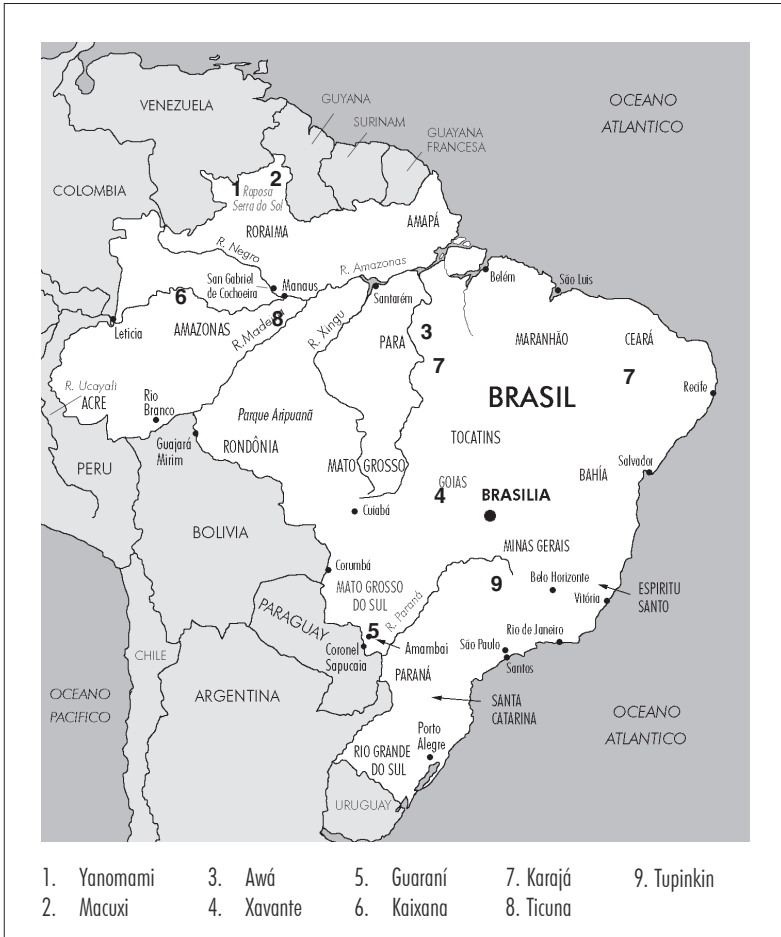 OCEANO
ATLANTICO
VENEZUELA
GUYANA
SURINAM
GUAYANA
FRANCESA
COLOMBIA
1
2
Raposa
Serra do Sol
RORAIMA
AMAPÁ
R. Negro
R. Amazonas
San Gabriel
de Cochoeira
Manaus
Santarém
Belém
São Luis
6
Leticia
AMAZONAS
R. Madeira
8
R. Xingu
PARA
3
7
MARANHÃO
CEARÁ
7
Recife
R. Ucayali
ACRE
Rio
Branco
BRASIL
Parque Aripuanã
Guajará
Mirim
RONDÔNIA
TOCATINS
PERU
MATO GROSSO
GOIAS
4
BRASILIA
BAHÍA
Salvador
Cuiabá
BOLIVIA
MINAS GERAIS
Corumbá
MATO GROSSO
DO SUL
9
Belo Horizonte
Vitória
ESPIRITU
SANTO
PARAGUAY
R. Paraná
5
Amambai
Coronel
Sapucaia
São Paulo
Santos
Rio de Janeiro
CHILE
PARANÁ
OCEANO
PACIFICO
ARGENTINA
SANTA
CATARINA
OCEANO
ATLANTICO
Porto
Alegre
RIO GRANDE
DO SUL
URUGUAY
1. Yanomami
2. Macuxi
3. Awá
4. Xavante
5. Guaraní
6. Kaixana
7. Karajá
8. Ticuna
9. Tupinkin